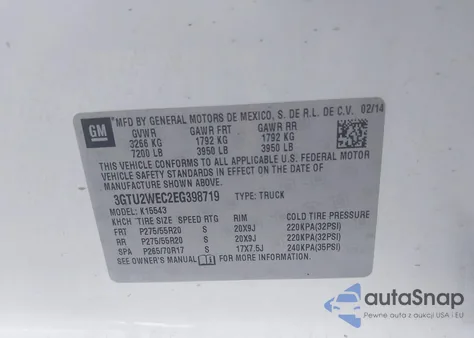 GM
MFD BY GENERAL MOTORS DE MEXICO, S. DE R.L. DE C.V. 02/14
GVWR GAWR FRT GAWR RR
3266 KG 1792 KG 1792 KG
7200 LB 3950 LB 3950 LB
THIS VEHICLE CONFORMS TO ALL APPLICABLE U.S. FEDERAL MOTOR
VEHICLE SAFETY STANDARDS IN EFFECT ON THE DATE OF
MANUFACTURE SHOWN ABOVE.
3GTU2WEC2EG398719 TYPE: TRUCK
MODEL: K15543
KHCH TIRE SIZE SPEED RTG RIM COLD TIRE PRESSURE
FRT P275/55R20 S 20X9J 220KPA(32PSI)
RR P275/55R20 S 20X9J 220KPA(32PSI)
SPA P265/70R17 S 17X7.5J 240KPA(35PSI)
SEE OWNER'S MANUAL FOR MORE INFORMATION.
autaSnap
Aukcje pojazdów z USA i EU